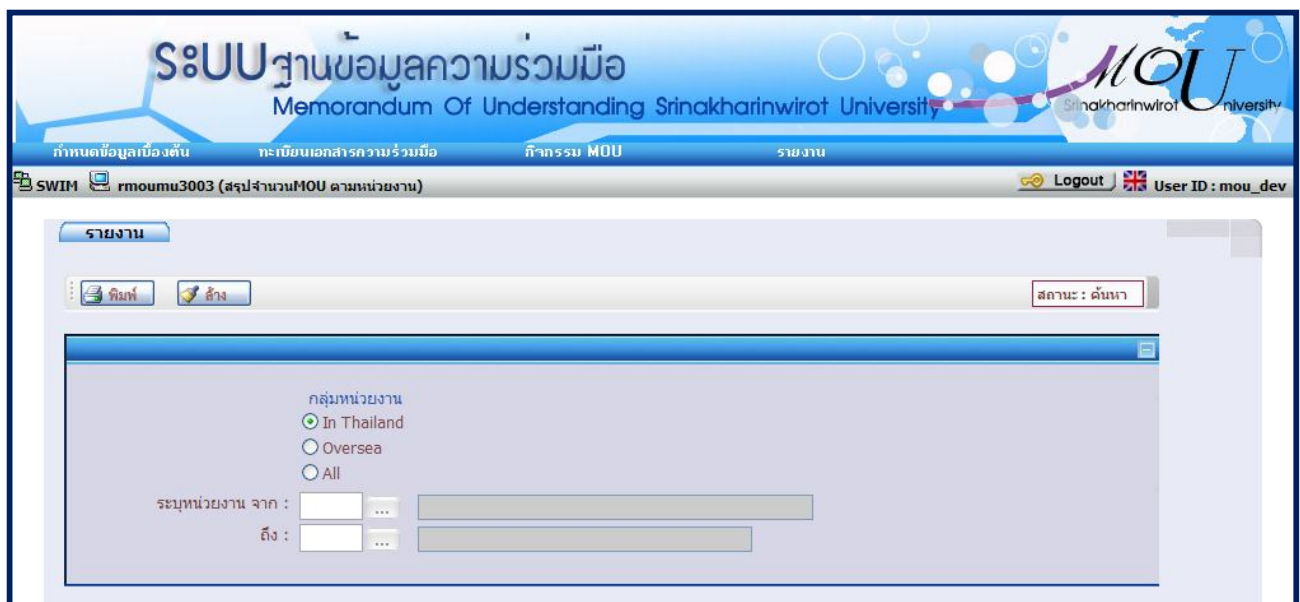 ระบบฐานข้อมูลความร่วมมือ
Memorandum Of Understanding Srinakharinwirot University
MOU
Srinakharinwirot University
กำหนดข้อมูลเบื้องต้น ทะเบียนเอกสารความร่วมมือ กิจกรรม MOU รายงาน
SWIM rmoumu3003 (สรุปจำนวนMOU ตามหน่วยงาน) Logout User ID : mou_dev
รายงาน
พิมพ์ ล้าง สถานะ : ค้นหา
กลุ่มหน่วยงาน
In Thailand
Oversea
All
ระบุหน่วยงาน จาก : ...
ถึง : ...